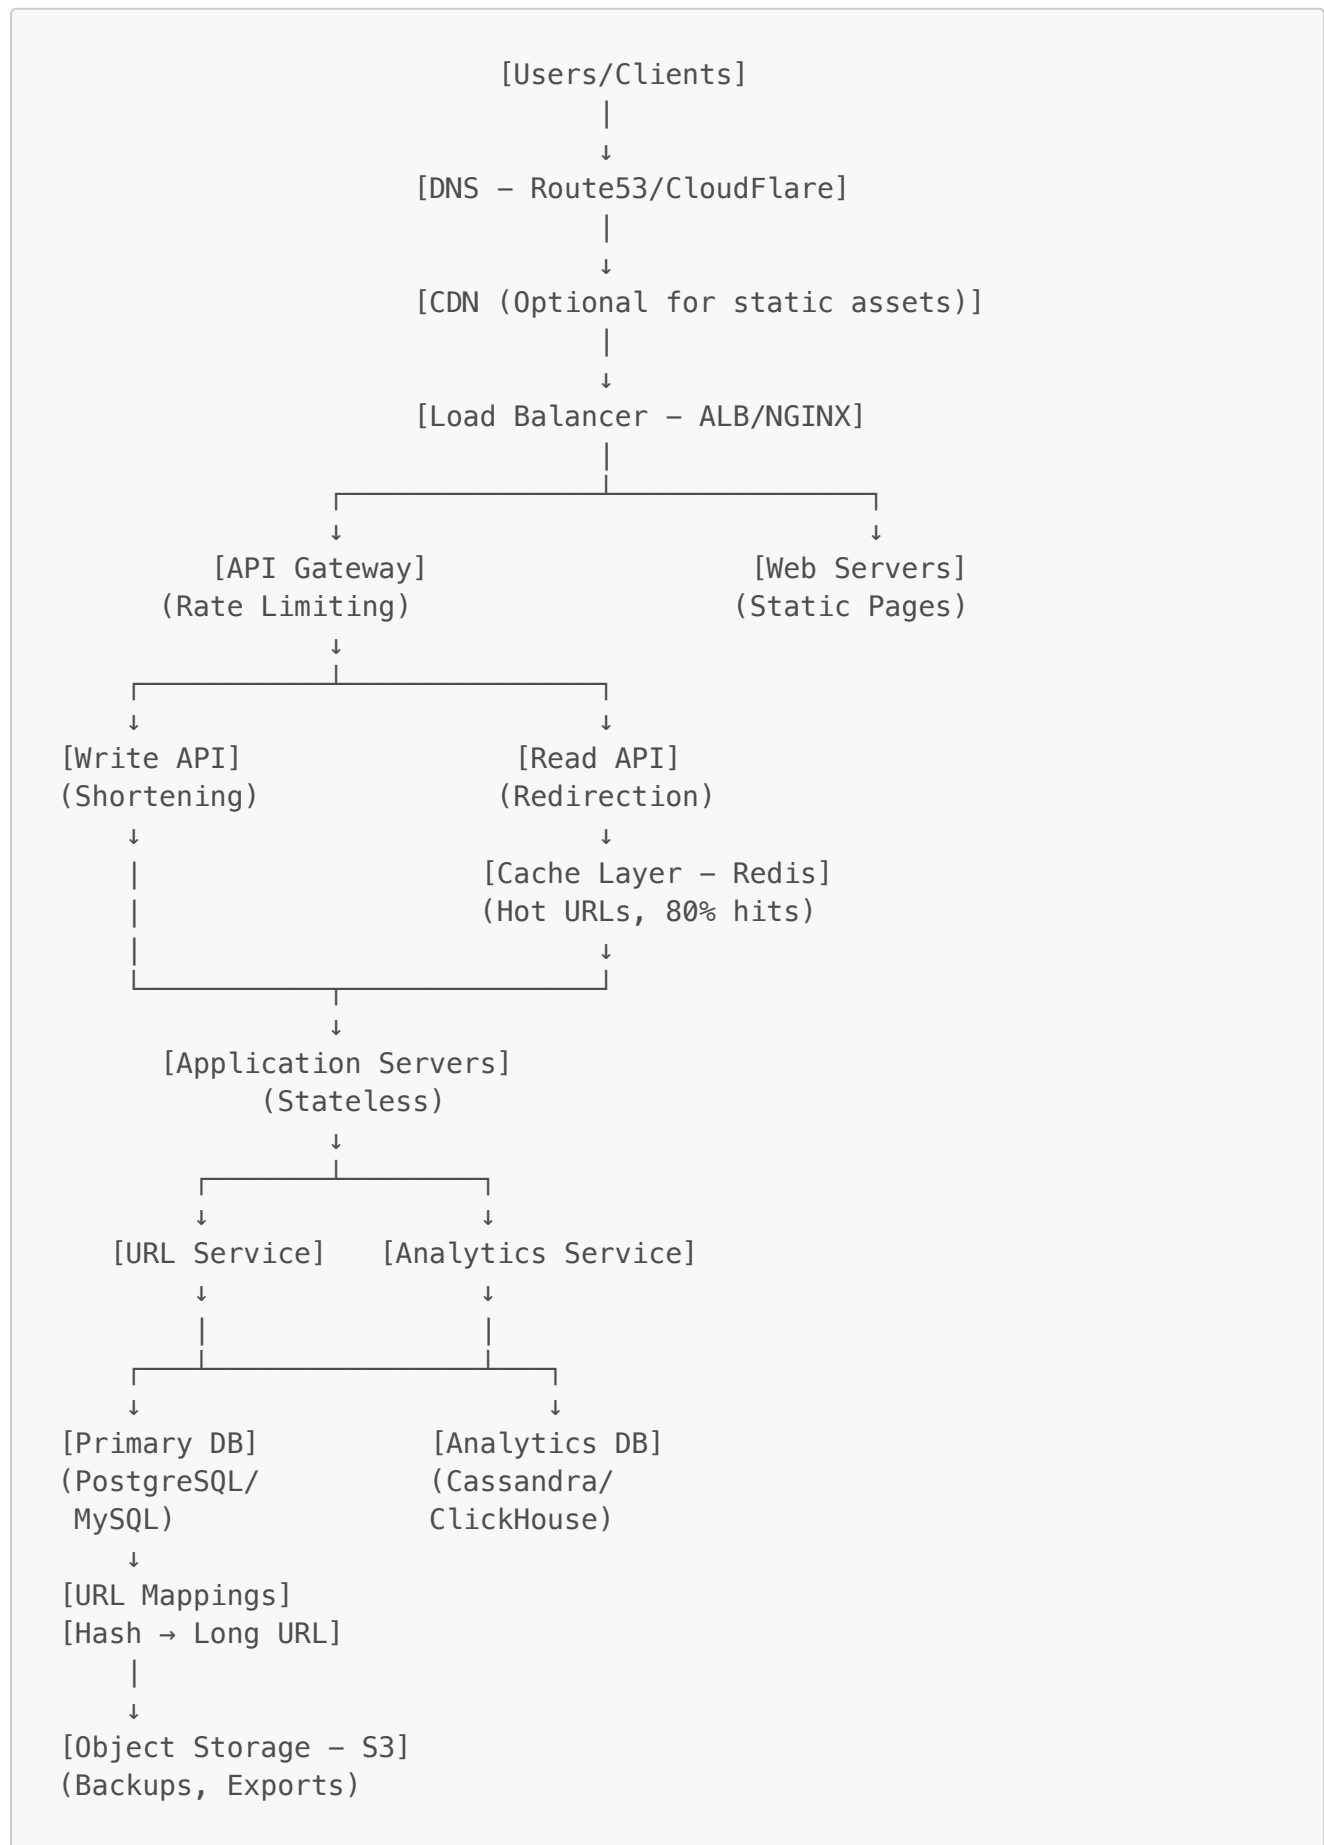 [Users/Clients]
[DNS – Route53/CloudFlare]
[CDN (Optional for static assets)]
[Load Balancer – ALB/NGINX]
[API Gateway] [Web Servers]
(Rate Limiting) (Static Pages)
[Write API] [Read API]
(Shortening) (Redirection)
[Cache Layer – Redis]
(Hot URLs, 80% hits)
[Application Servers]
(Stateless)
[URL Service] [Analytics Service]
[Primary DB] [Analytics DB]
(PostgreSQL/ (Cassandra/
MySQL) ClickHouse)
[URL Mappings]
[Hash → Long URL]
[Object Storage – S3]
(Backups, Exports)